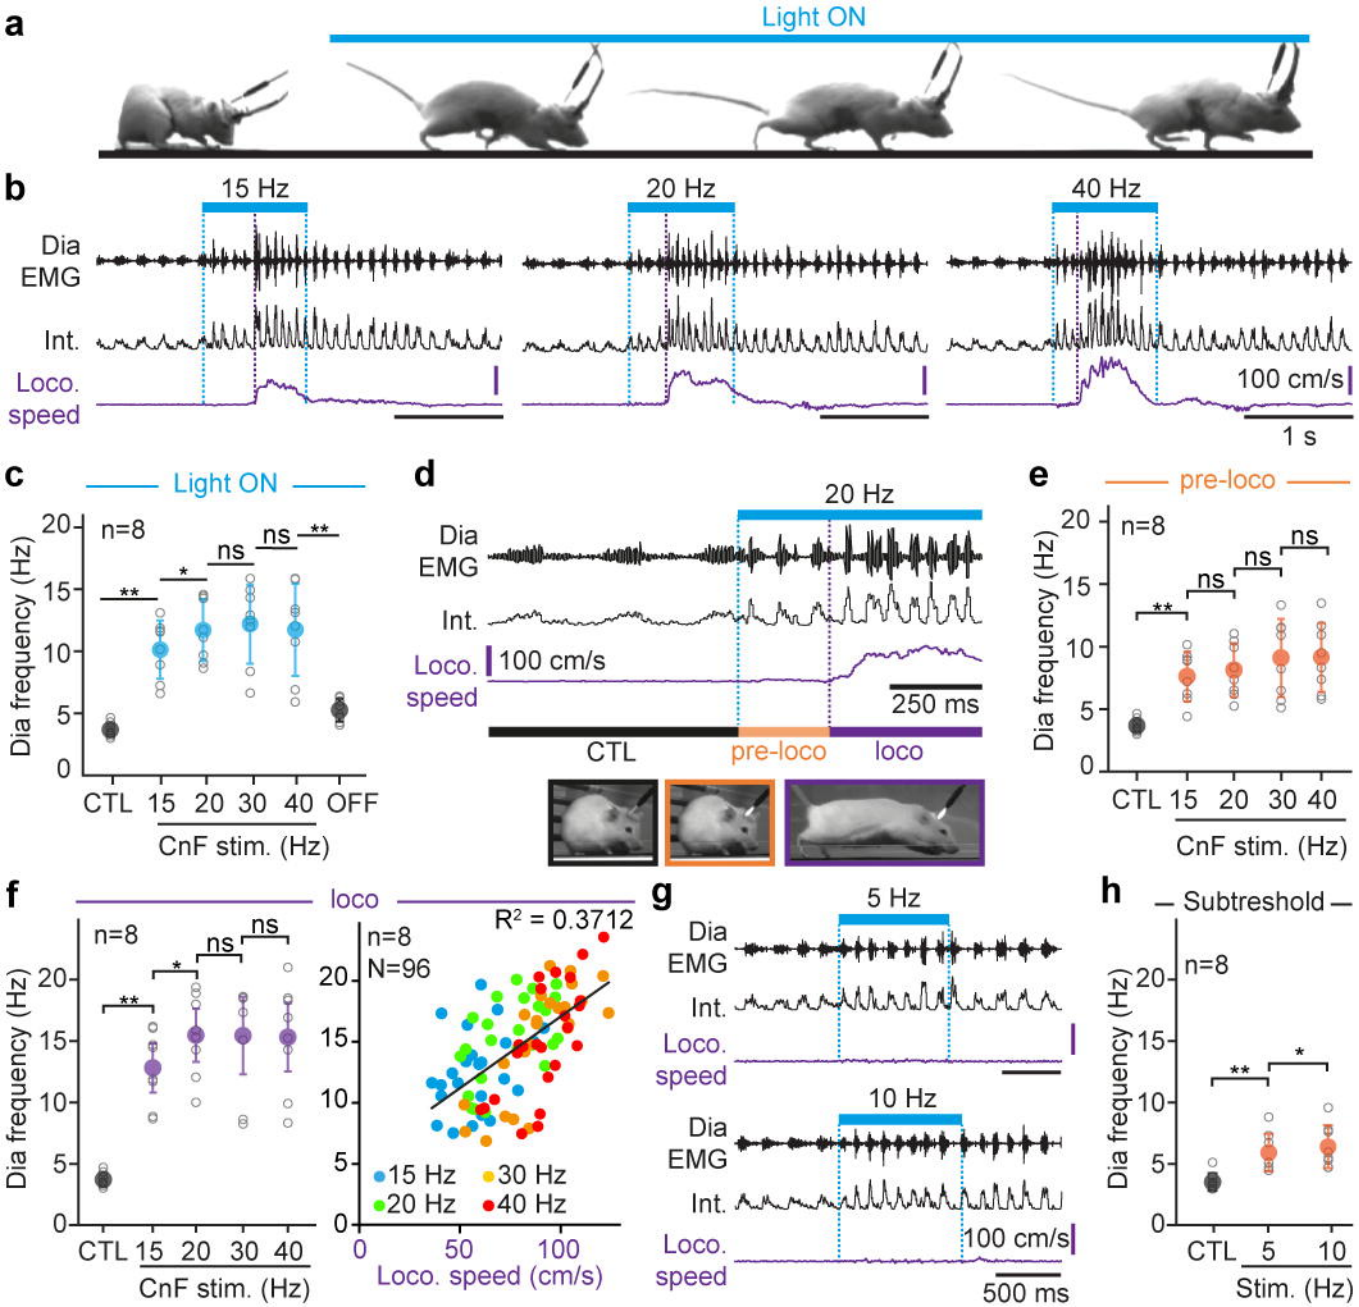 a
Light ON
b
15 Hz
20 Hz
40 Hz
Dia
EMG
Int.
Loco.
speed
100 cm/s
1 s
c
Light ON
n=8
**
*
ns
ns
**
Dia frequency (Hz)
20
15
10
5
0
CTL 15 20 30 40 OFF
CnF stim. (Hz)
d
20 Hz
Dia
EMG
Int.
Loco.
speed
100 cm/s
250 ms
CTL
pre-loco
loco
e
pre-loco
n=8
**
ns
ns
ns
Dia frequency (Hz)
20
15
10
5
0
CTL 15 20 30 40
CnF stim. (Hz)
f
loco
n=8
**
*
ns
ns
Dia frequency (Hz)
20
15
10
5
0
CTL 15 20 30 40
CnF stim. (Hz)
R² = 0.3712
n=8
N=96
20
15
10
5
0
15 Hz
30 Hz
20 Hz
40 Hz
0 50 100
Loco. speed (cm/s)
g
5 Hz
Dia
EMG
Int.
Loco.
speed
10 Hz
Dia
EMG
Int.
Loco.
speed
100 cm/s
500 ms
h
Subtreshold
n=8
**
*
Dia frequency (Hz)
20
15
10
5
0
CTL 5 10
Stim. (Hz)